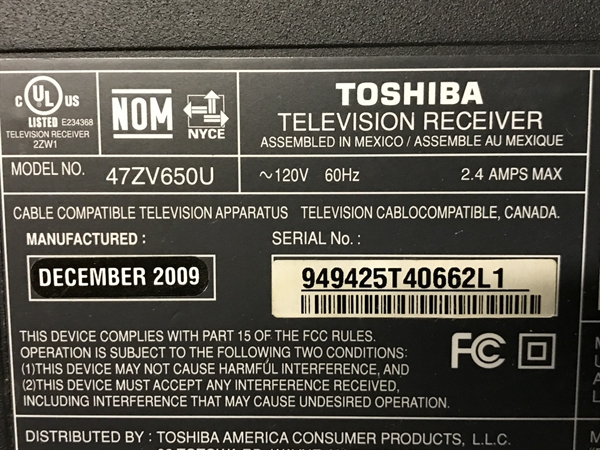 C UL US
LISTED E234368
TELEVISION RECEIVER
2ZW1
NOM
NYCE
TOSHIBA
TELEVISION RECEIVER
ASSEMBLED IN MEXICO / ASSEMBLE AU MEXIQUE
MODEL NO. 47ZV650U ~120V 60Hz 2.4 AMPS MAX
CABLE COMPATIBLE TELEVISION APPARATUS TELEVISION CABLOCOMPATIBLE, CANADA.
MANUFACTURED : SERIAL No. :
DECEMBER 2009 949425T40662L1
THIS DEVICE COMPLIES WITH PART 15 OF THE FCC RULES.
OPERATION IS SUBJECT TO THE FOLLOWING TWO CONDITIONS:
(1)THIS DEVICE MAY NOT CAUSE HARMFUL INTERFERENCE, AND
(2)THIS DEVICE MUST ACCEPT ANY INTERFERENCE RECEIVED,
INCLUDING INTERFERENCE THAT MAY CAUSE UNDESIRED OPERATION.
FC
DISTRIBUTED BY : TOSHIBA AMERICA CONSUMER PRODUCTS, L.L.C.